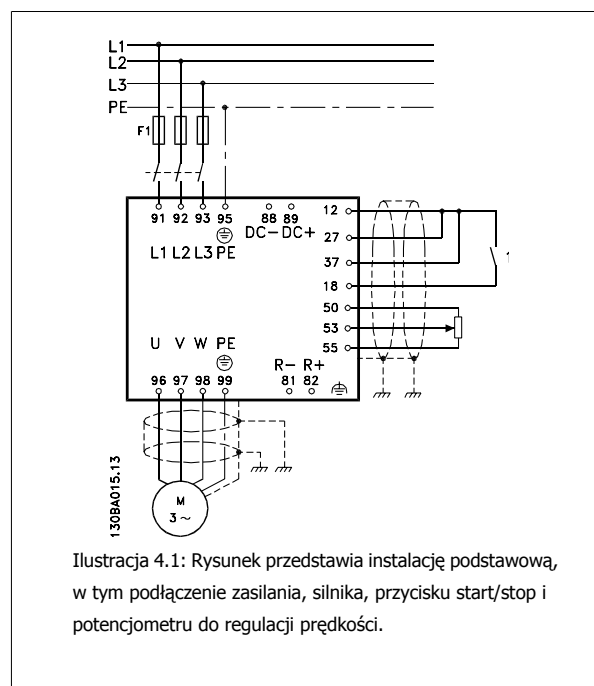 L1
L2
L3
PE
F1
91 92 93 95 88 89 12
DC- DC+
27
L1 L2 L3 PE
37
18
50
U V W PE
53
55
R- R+
96 97 98 99 81 82
M
3~
130BA015.13
Ilustracja 4.1: Rysunek przedstawia instalację podstawową,
w tym podłączenie zasilania, silnika, przycisku start/stop i
potencjometru do regulacji prędkości.